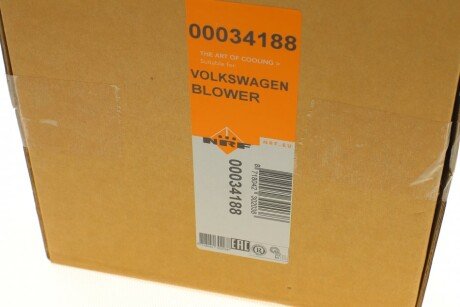 00034188
THE ART OF COOLING >
Suitable for:
VOLKSWAGEN
BLOWER
NRF
NRF.EU
00034188
EAC